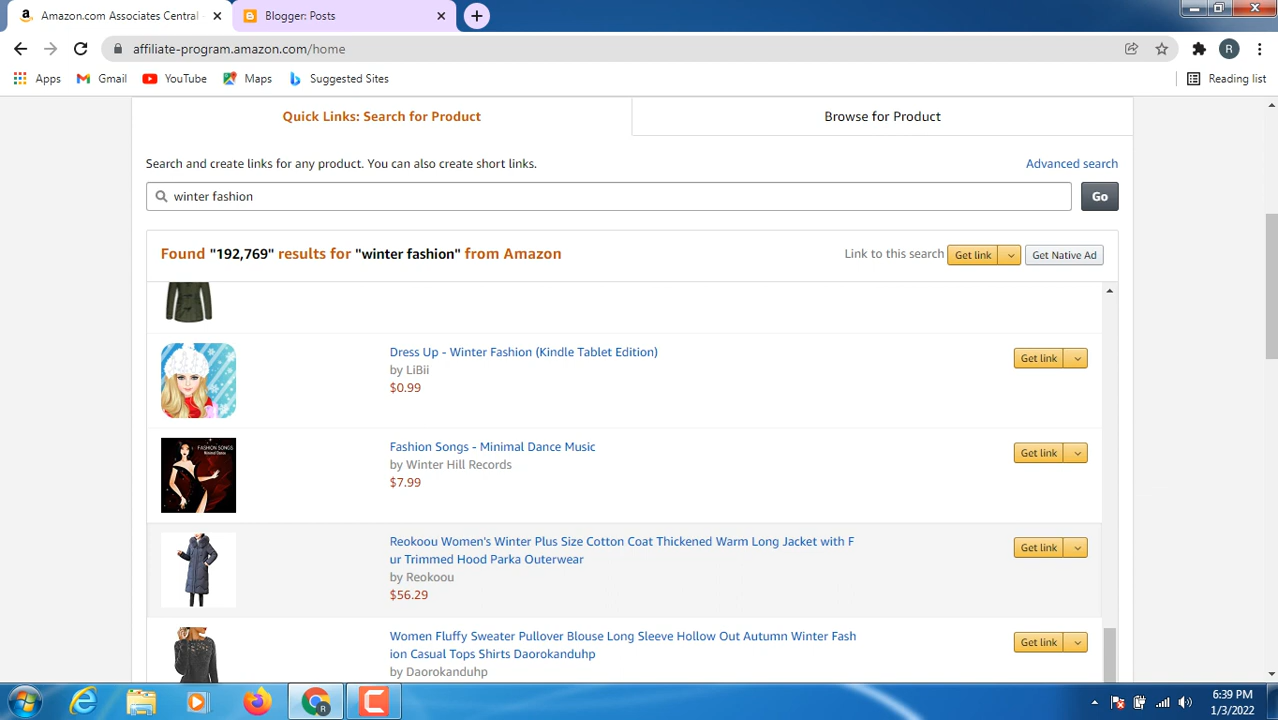 Amazon.com Associates Central -
Blogger: Posts
affiliate-program.amazon.com/home
R
Apps
Gmail
YouTube
Maps
Suggested Sites
Reading list
Quick Links: Search for Product
Browse for Product
Search and create links for any product. You can also create short links.
Advanced search
winter fashion
Go
Found "192,769" results for "winter fashion" from Amazon
Link to this search
Get link
Get Native Ad
Dress Up - Winter Fashion (Kindle Tablet Edition)
by LiBii
$0.99
Get link
FASHION SONGS
Minimal Dance
Fashion Songs - Minimal Dance Music
by Winter Hill Records
$7.99
Get link
Reokoou Women's Winter Plus Size Cotton Coat Thickened Warm Long Jacket with F
ur Trimmed Hood Parka Outerwear
by Reokoou
$56.29
Get link
Women Fluffy Sweater Pullover Blouse Long Sleeve Hollow Out Autumn Winter Fash
ion Casual Tops Shirts Daorokanduhp
by Daorokanduhp
Get link
R
6:39 PM
1/3/2022